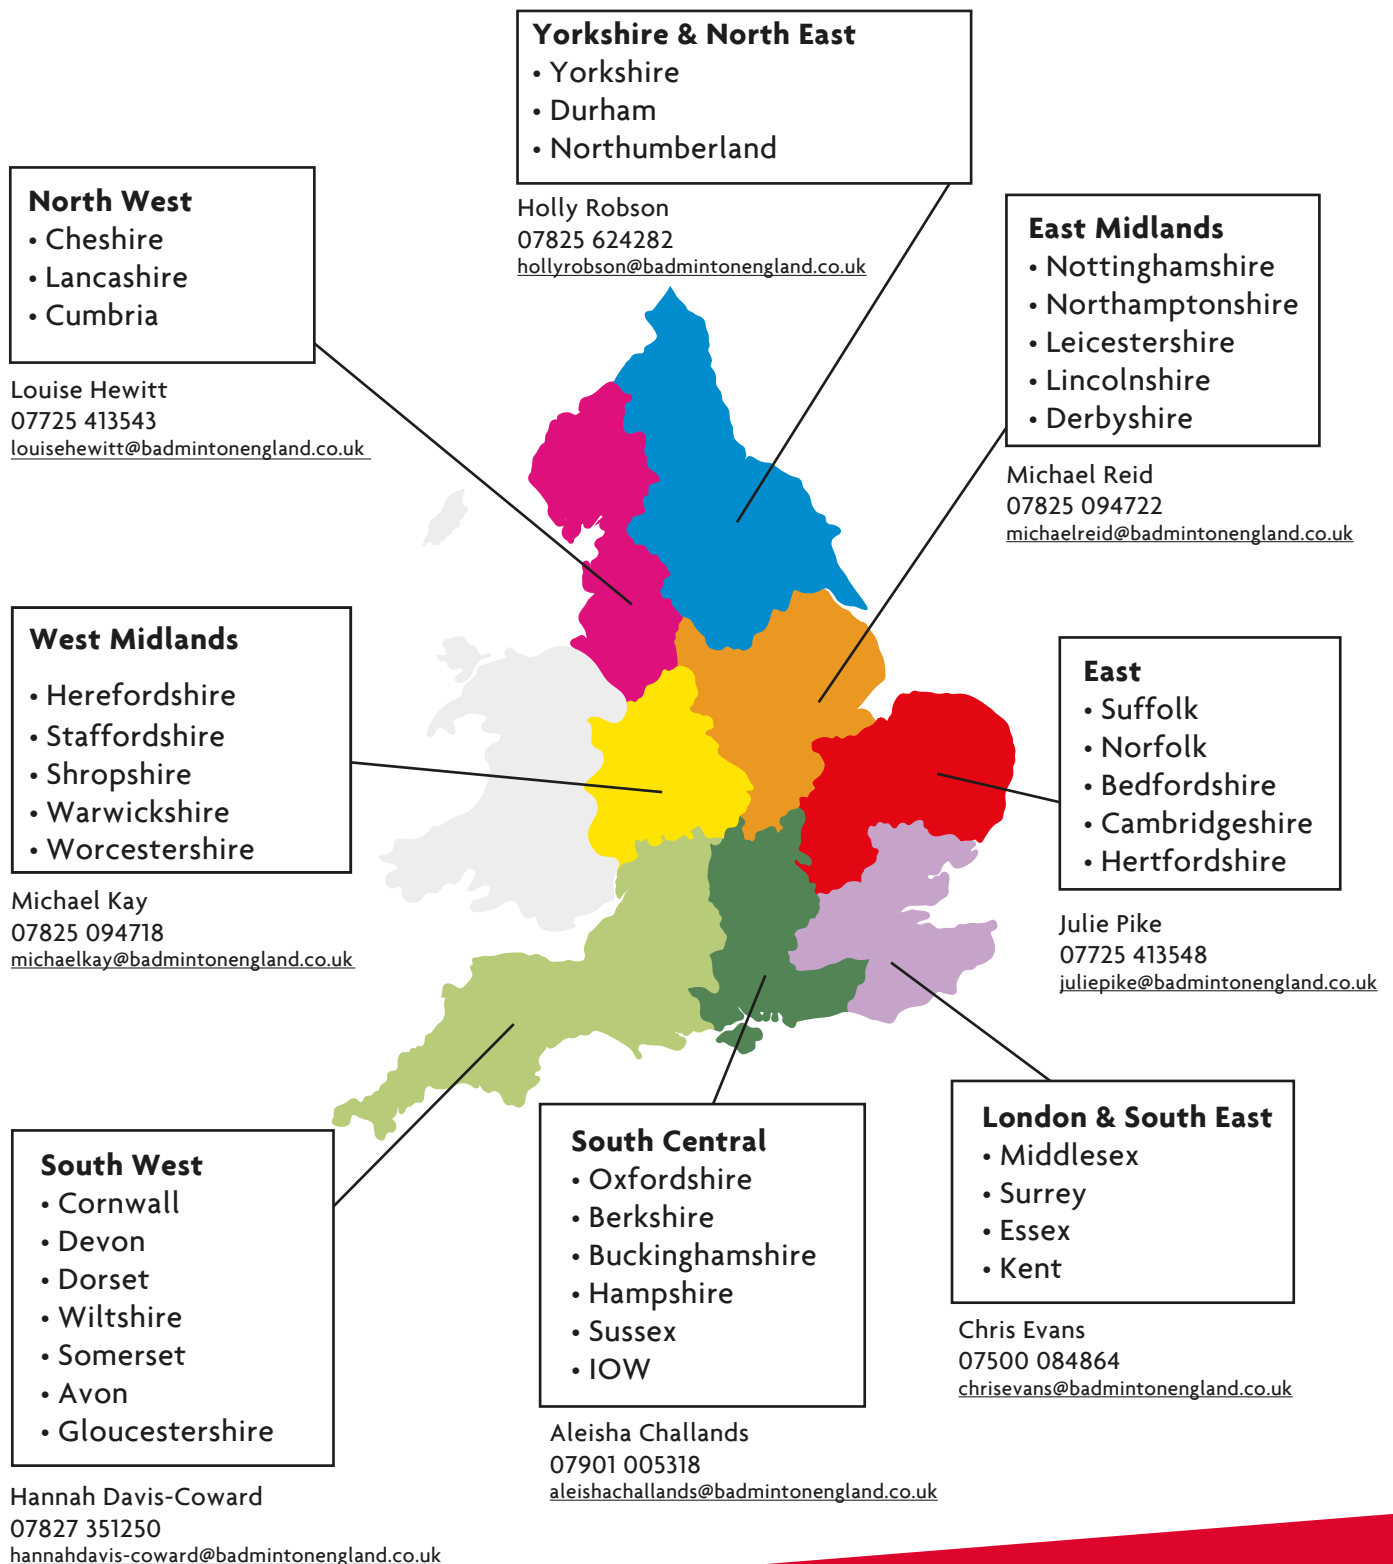 Yorkshire & North East
• Yorkshire
• Durham
• Northumberland
Holly Robson
07825 624282
hollyrobson@badmintonengland.co.uk
North West
• Cheshire
• Lancashire
• Cumbria
Louise Hewitt
07725 413543
louisehewitt@badmintonengland.co.uk
East Midlands
• Nottinghamshire
• Northamptonshire
• Leicestershire
• Lincolnshire
• Derbyshire
Michael Reid
07825 094722
michaelreid@badmintonengland.co.uk
West Midlands
• Herefordshire
• Staffordshire
• Shropshire
• Warwickshire
• Worcestershire
Michael Kay
07825 094718
michaelkay@badmintonengland.co.uk
East
• Suffolk
• Norfolk
• Bedfordshire
• Cambridgeshire
• Hertfordshire
Julie Pike
07725 413548
juliepike@badmintonengland.co.uk
South West
• Cornwall
• Devon
• Dorset
• Wiltshire
• Somerset
• Avon
• Gloucestershire
Hannah Davis-Coward
07827 351250
hannahdavis-coward@badmintonengland.co.uk
South Central
• Oxfordshire
• Berkshire
• Buckinghamshire
• Hampshire
• Sussex
• IOW
Aleisha Challands
07901 005318
aleishachallands@badmintonengland.co.uk
London & South East
• Middlesex
• Surrey
• Essex
• Kent
Chris Evans
07500 084864
chrisevans@badmintonengland.co.uk